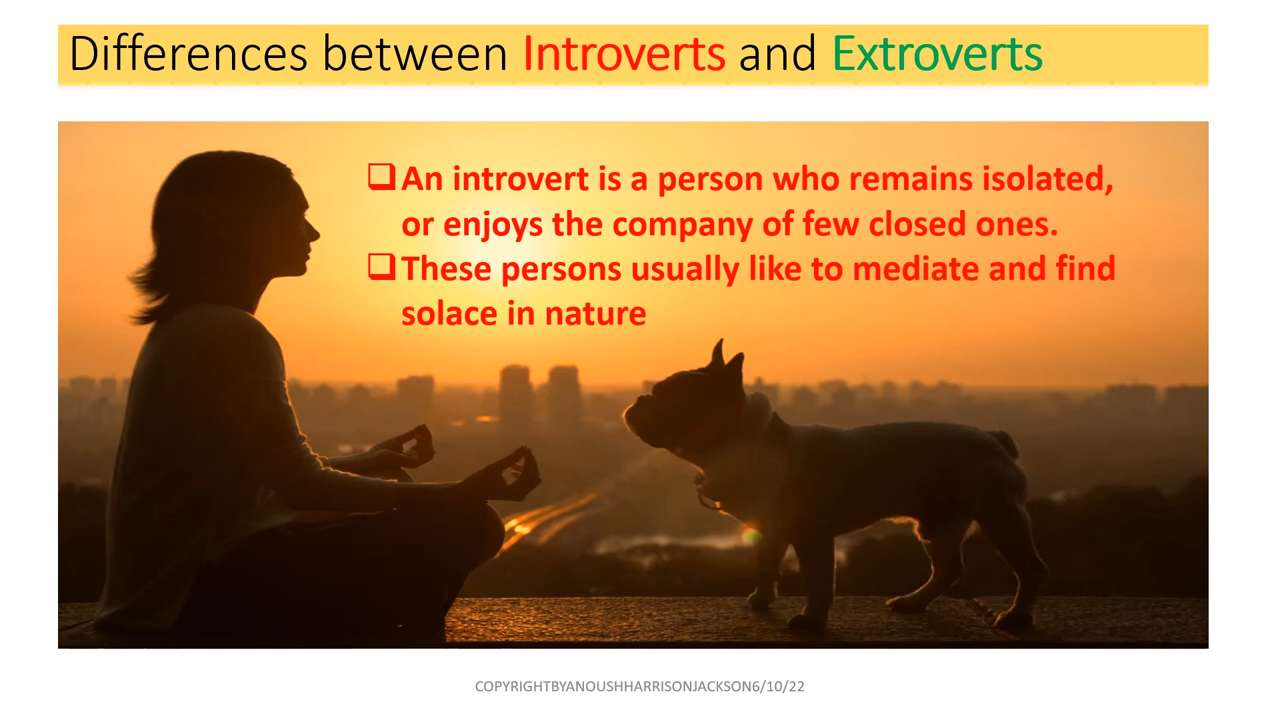 Differences between Introverts and Extroverts
❑An introvert is a person who remains isolated,
or enjoys the company of few closed ones.
❑These persons usually like to mediate and find
solace in nature
COPYRIGHTBYANOUSHHARRISONJACKSON6/10/22